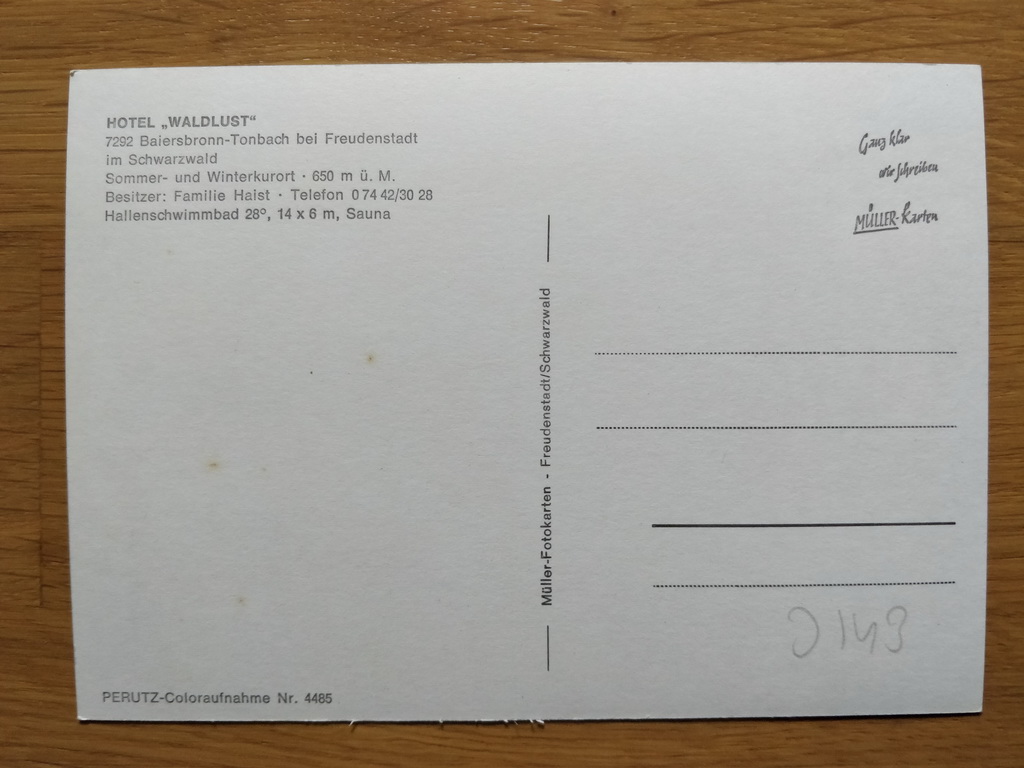 HOTEL „WALDLUST“
7292 Baiersbronn-Tonbach bei Freudenstadt
im Schwarzwald
Sommer- und Winterkurort · 650 m ü. M.
Besitzer: Familie Haist · Telefon 0 74 42/30 28
Hallenschwimmbad 28°, 14 x 6 m, Sauna
PERUTZ-Coloraufnahme Nr. 4485
Müller-Fotokarten - Freudenstadt/Schwarzwald
Ganz klar
wir schreiben
MÜLLER-Karten
J 149